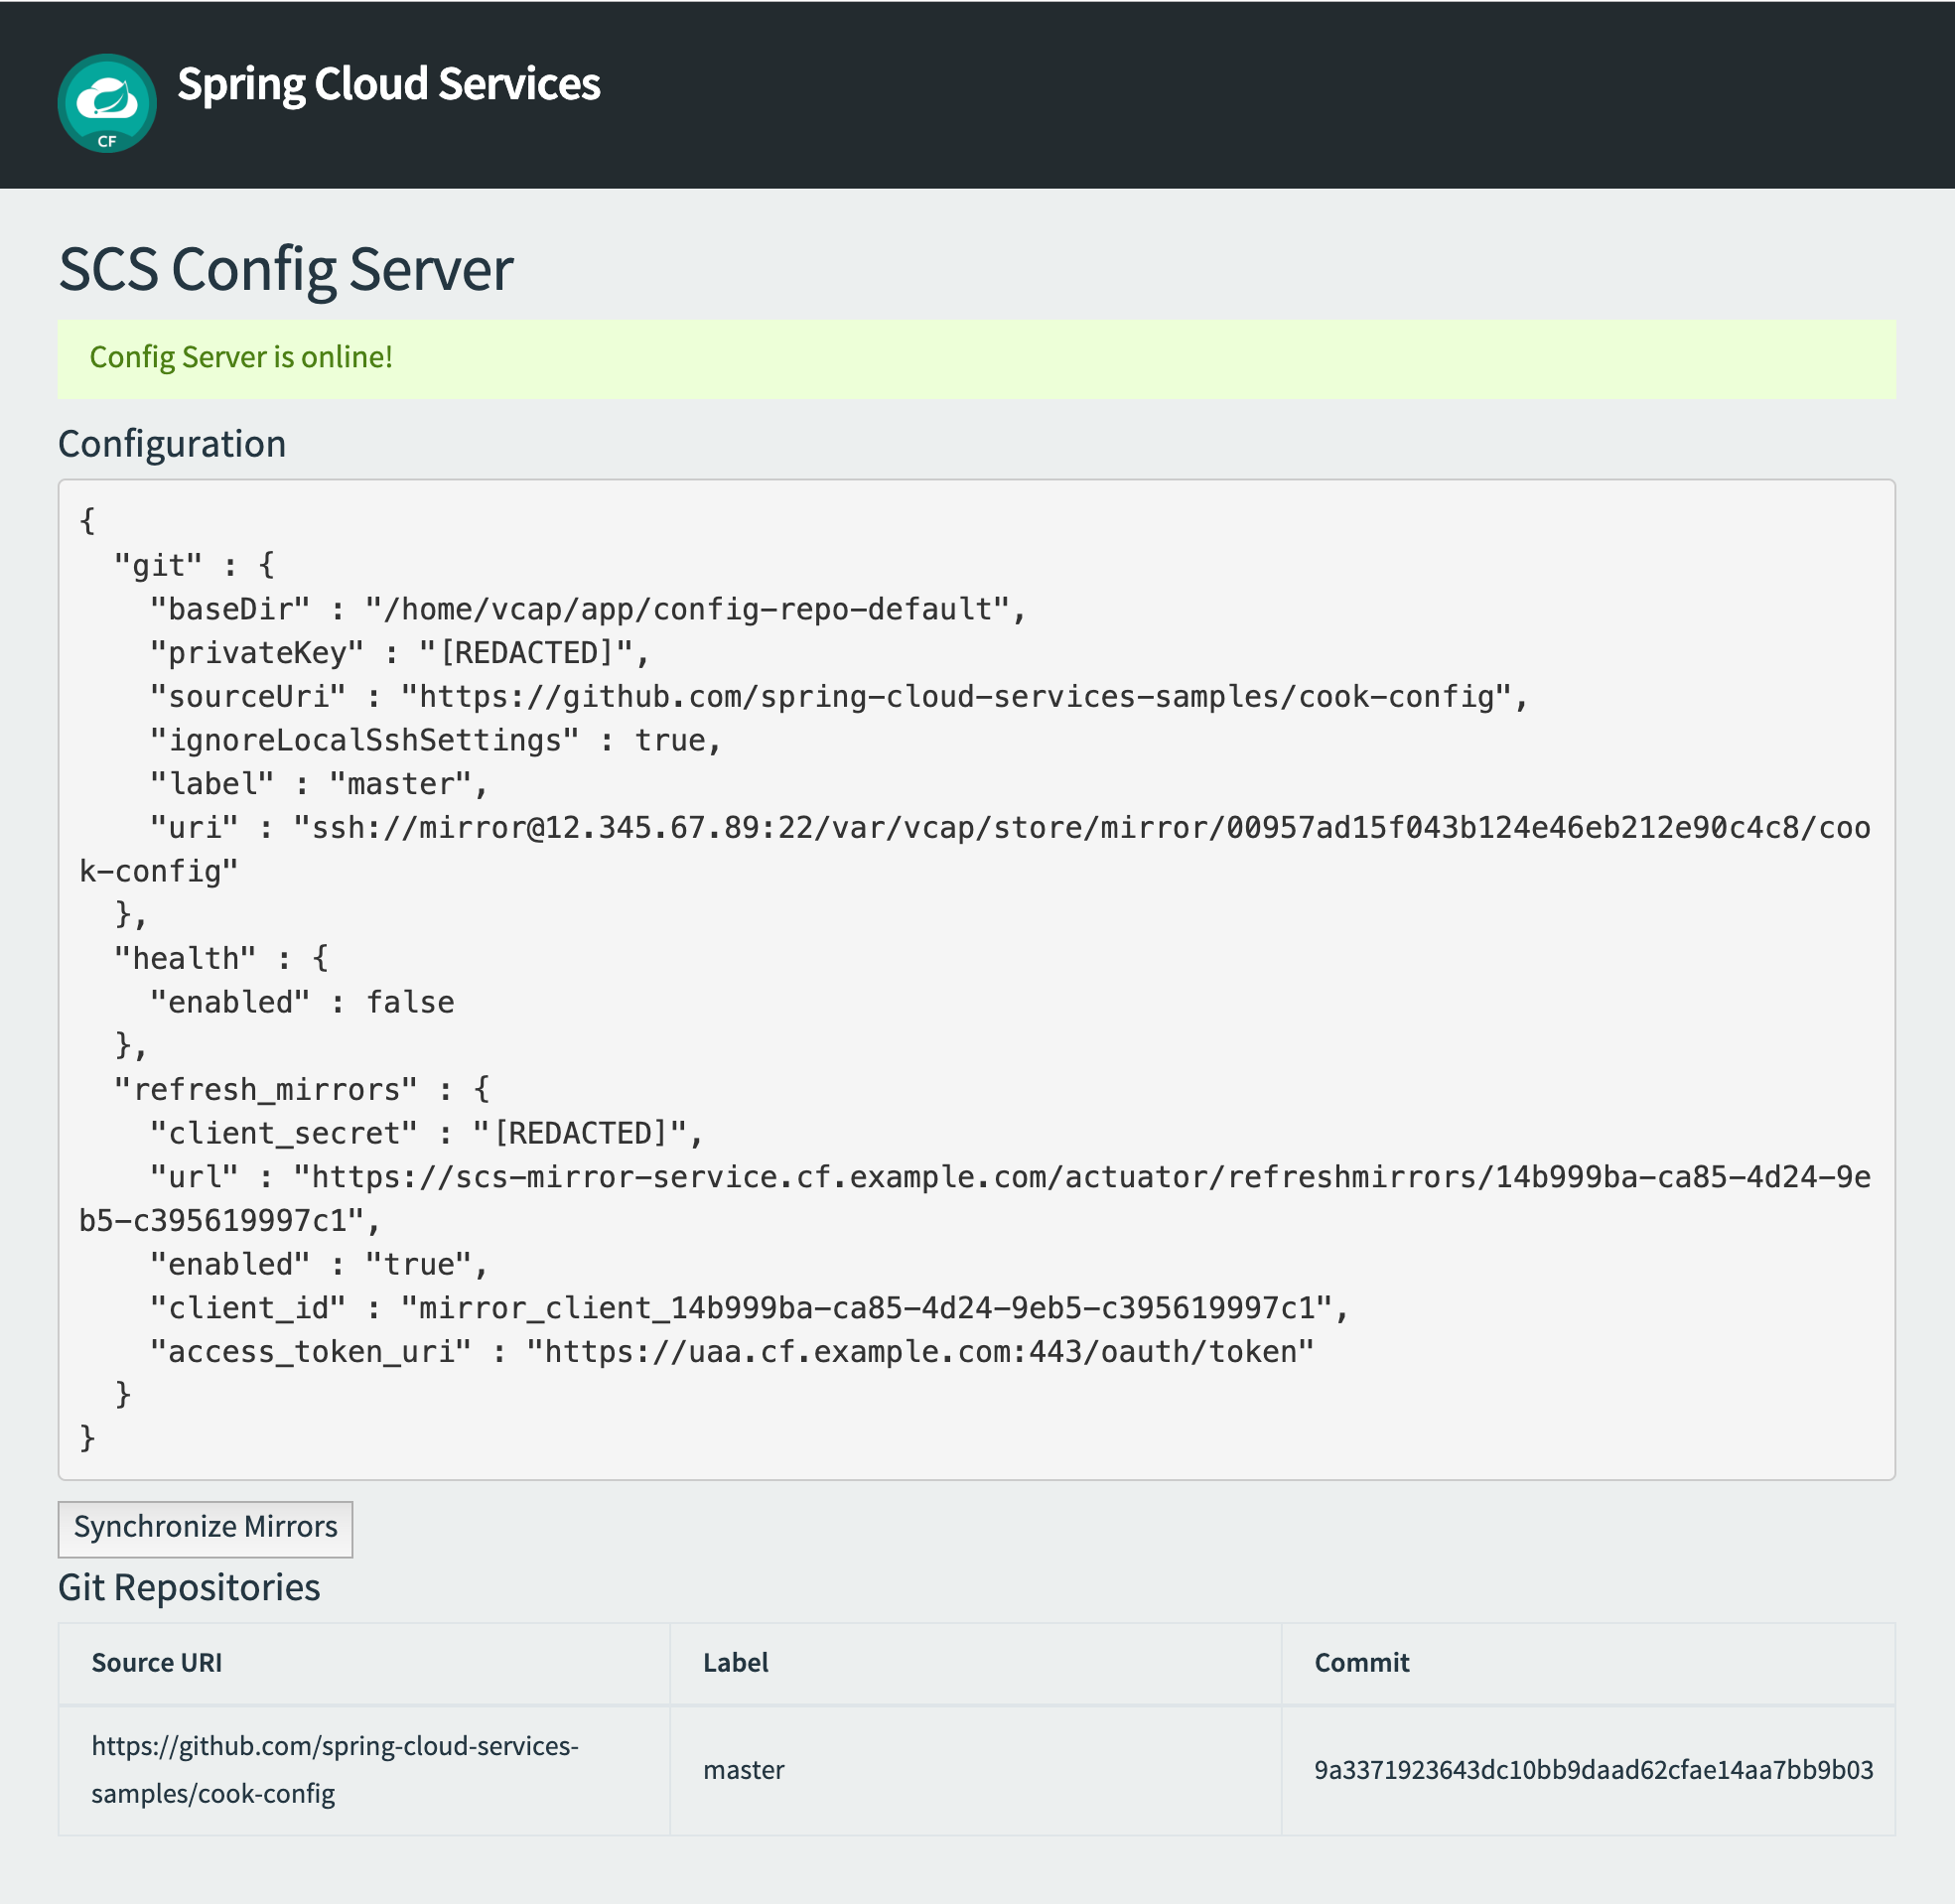 CF
Spring Cloud Services
SCS Config Server
Config Server is online!
Configuration
{
  "git" : {
    "baseDir" : "/home/vcap/app/config-repo-default",
    "privateKey" : "[REDACTED]",
    "sourceUri" : "https://github.com/spring-cloud-services-samples/cook-config",
    "ignoreLocalSshSettings" : true,
    "label" : "master",
    "uri" : "ssh://mirror@12.345.67.89:22/var/vcap/store/mirror/00957ad15f043b124e46eb212e90c4c8/coo
k-config"
  },
  "health" : {
    "enabled" : false
  },
  "refresh_mirrors" : {
    "client_secret" : "[REDACTED]",
    "url" : "https://scs-mirror-service.cf.example.com/actuator/refreshmirrors/14b999ba-ca85-4d24-9e
b5-c395619997c1",
    "enabled" : "true",
    "client_id" : "mirror_client_14b999ba-ca85-4d24-9eb5-c395619997c1",
    "access_token_uri" : "https://uaa.cf.example.com:443/oauth/token"
  }
}
Synchronize Mirrors
Git Repositories
Source URI Label Commit
https://github.com/spring-cloud-services-
samples/cook-config
master
9a3371923643dc10bb9daad62cfae14aa7bb9b03